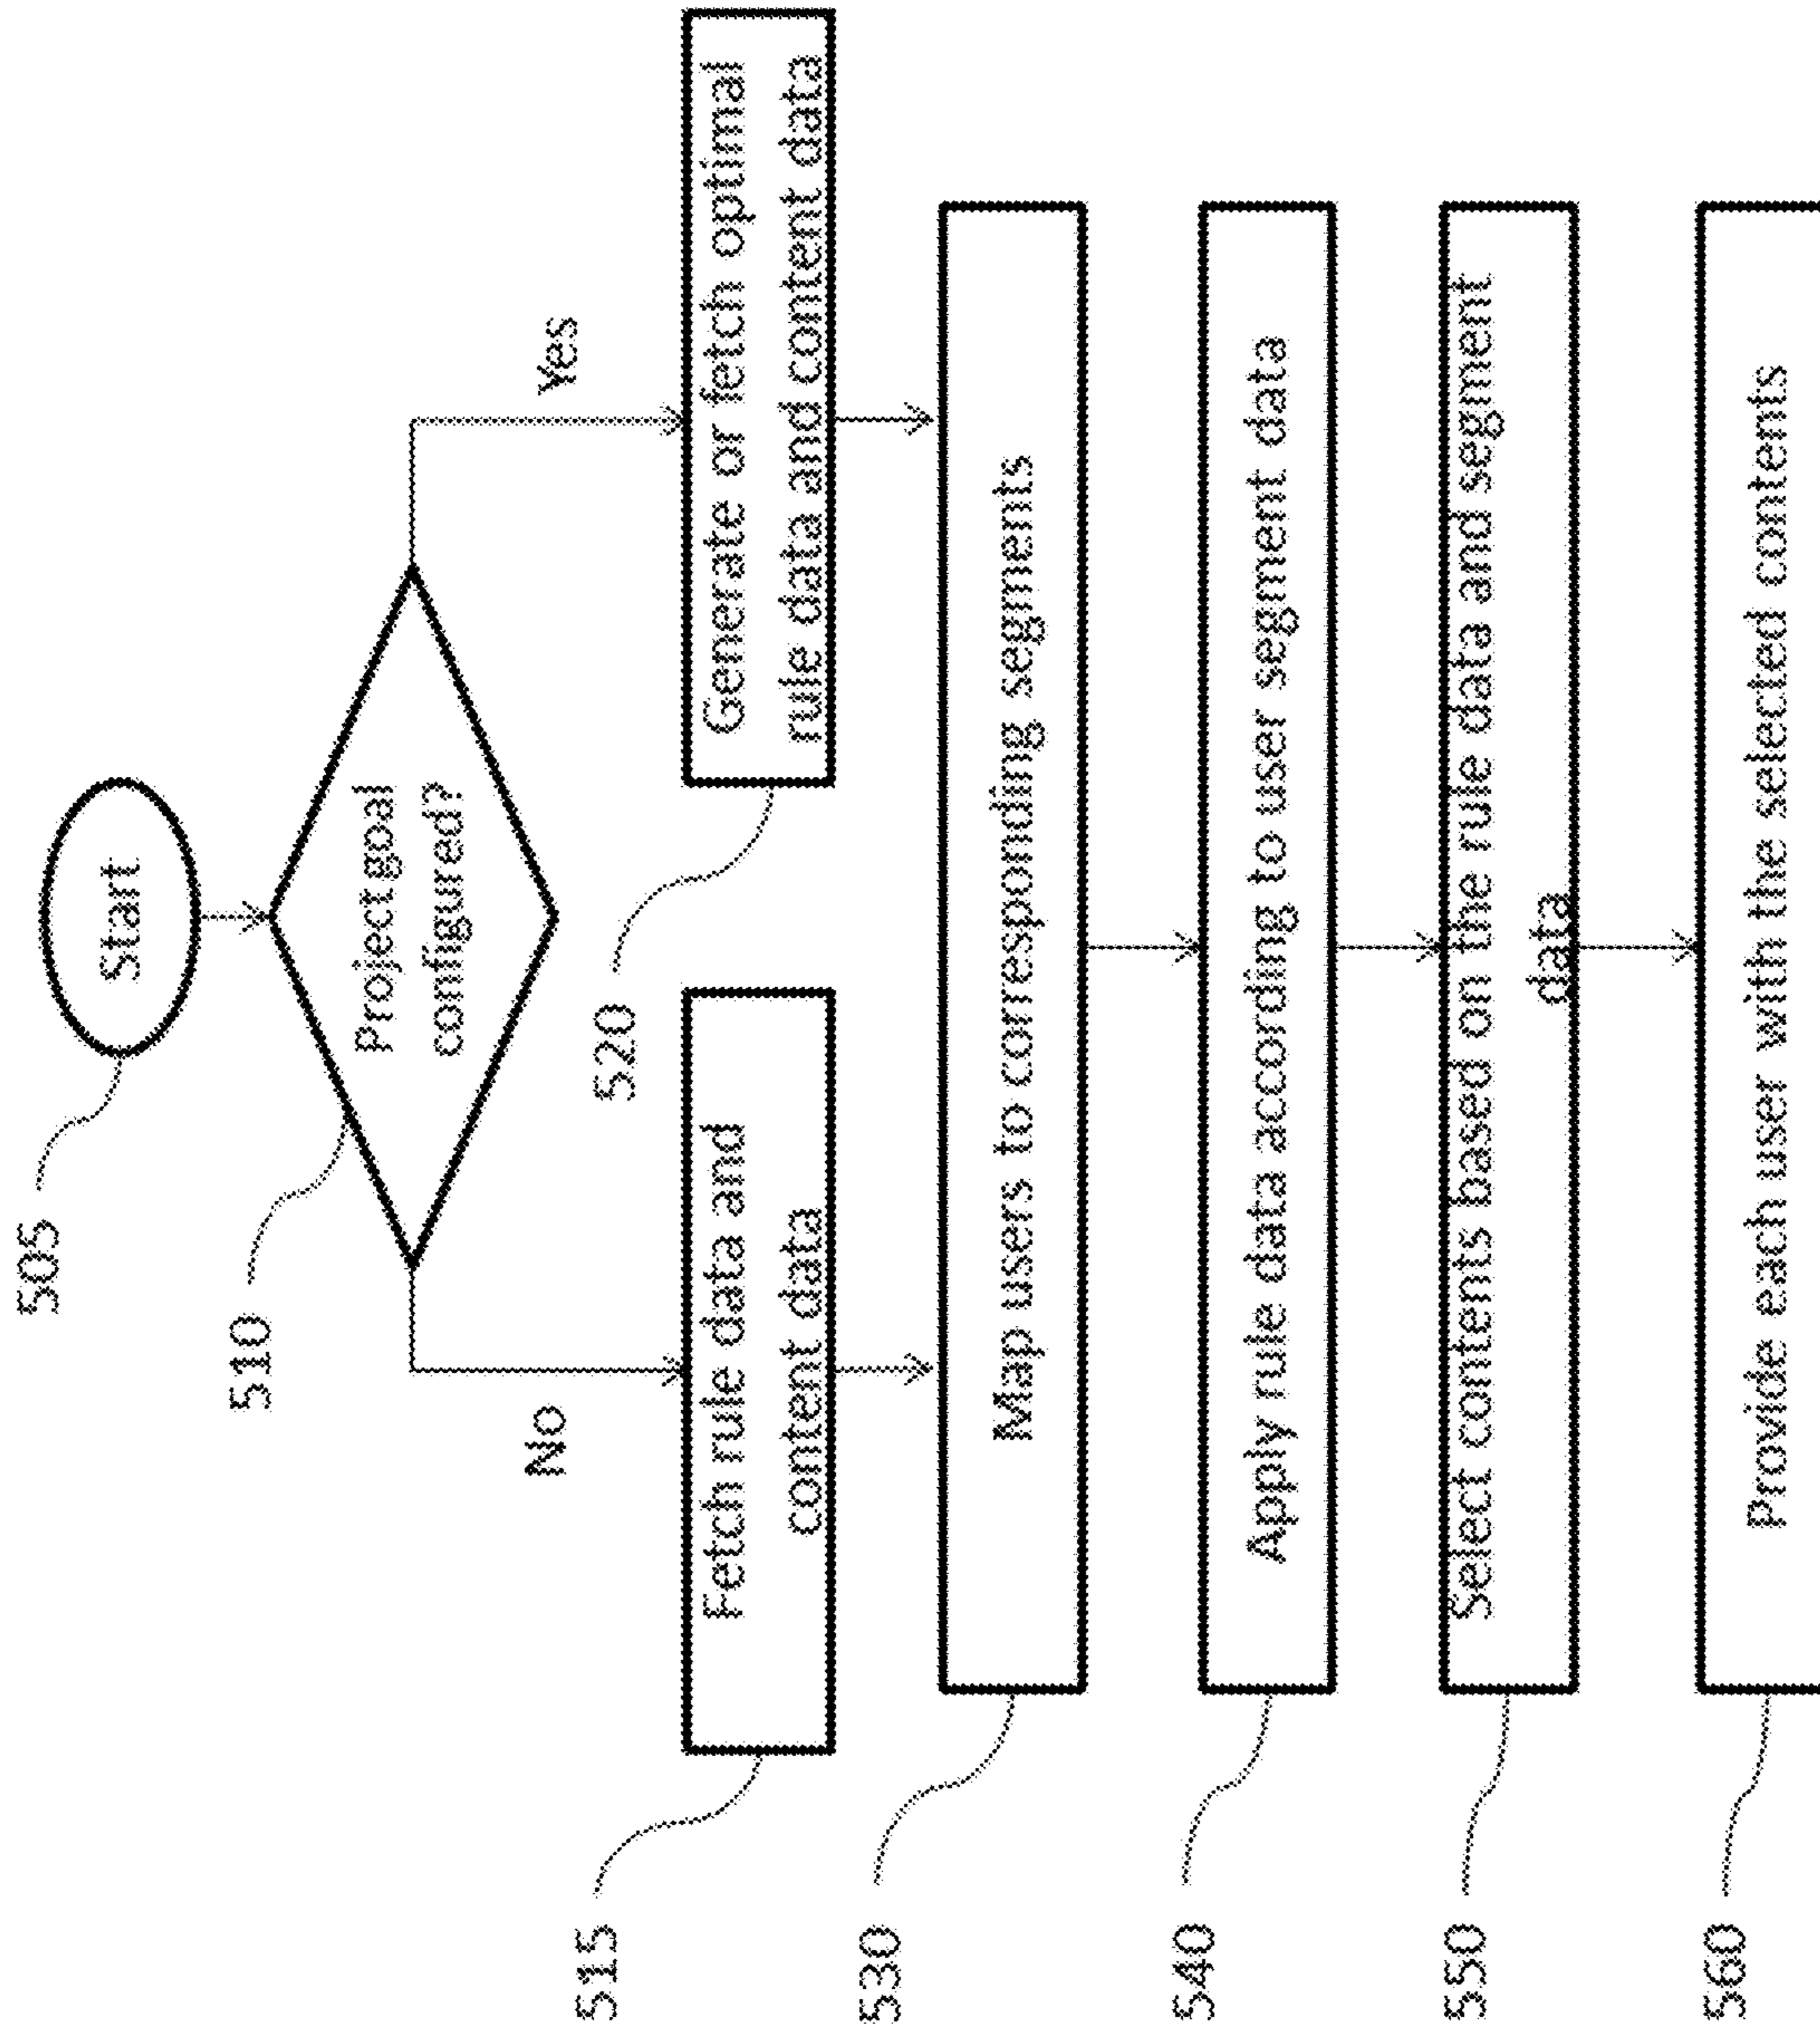 505
Start
510
Project goal
configured?
No
Yes
515
Fetch rule data and
content data
520
Generate or fetch optimal
rule data and content data
530
Map users to corresponding segments
540
Apply rule data according to user segment data
550
Select contents based on the rule data and segment
data
560
Provide each user with the selected contents